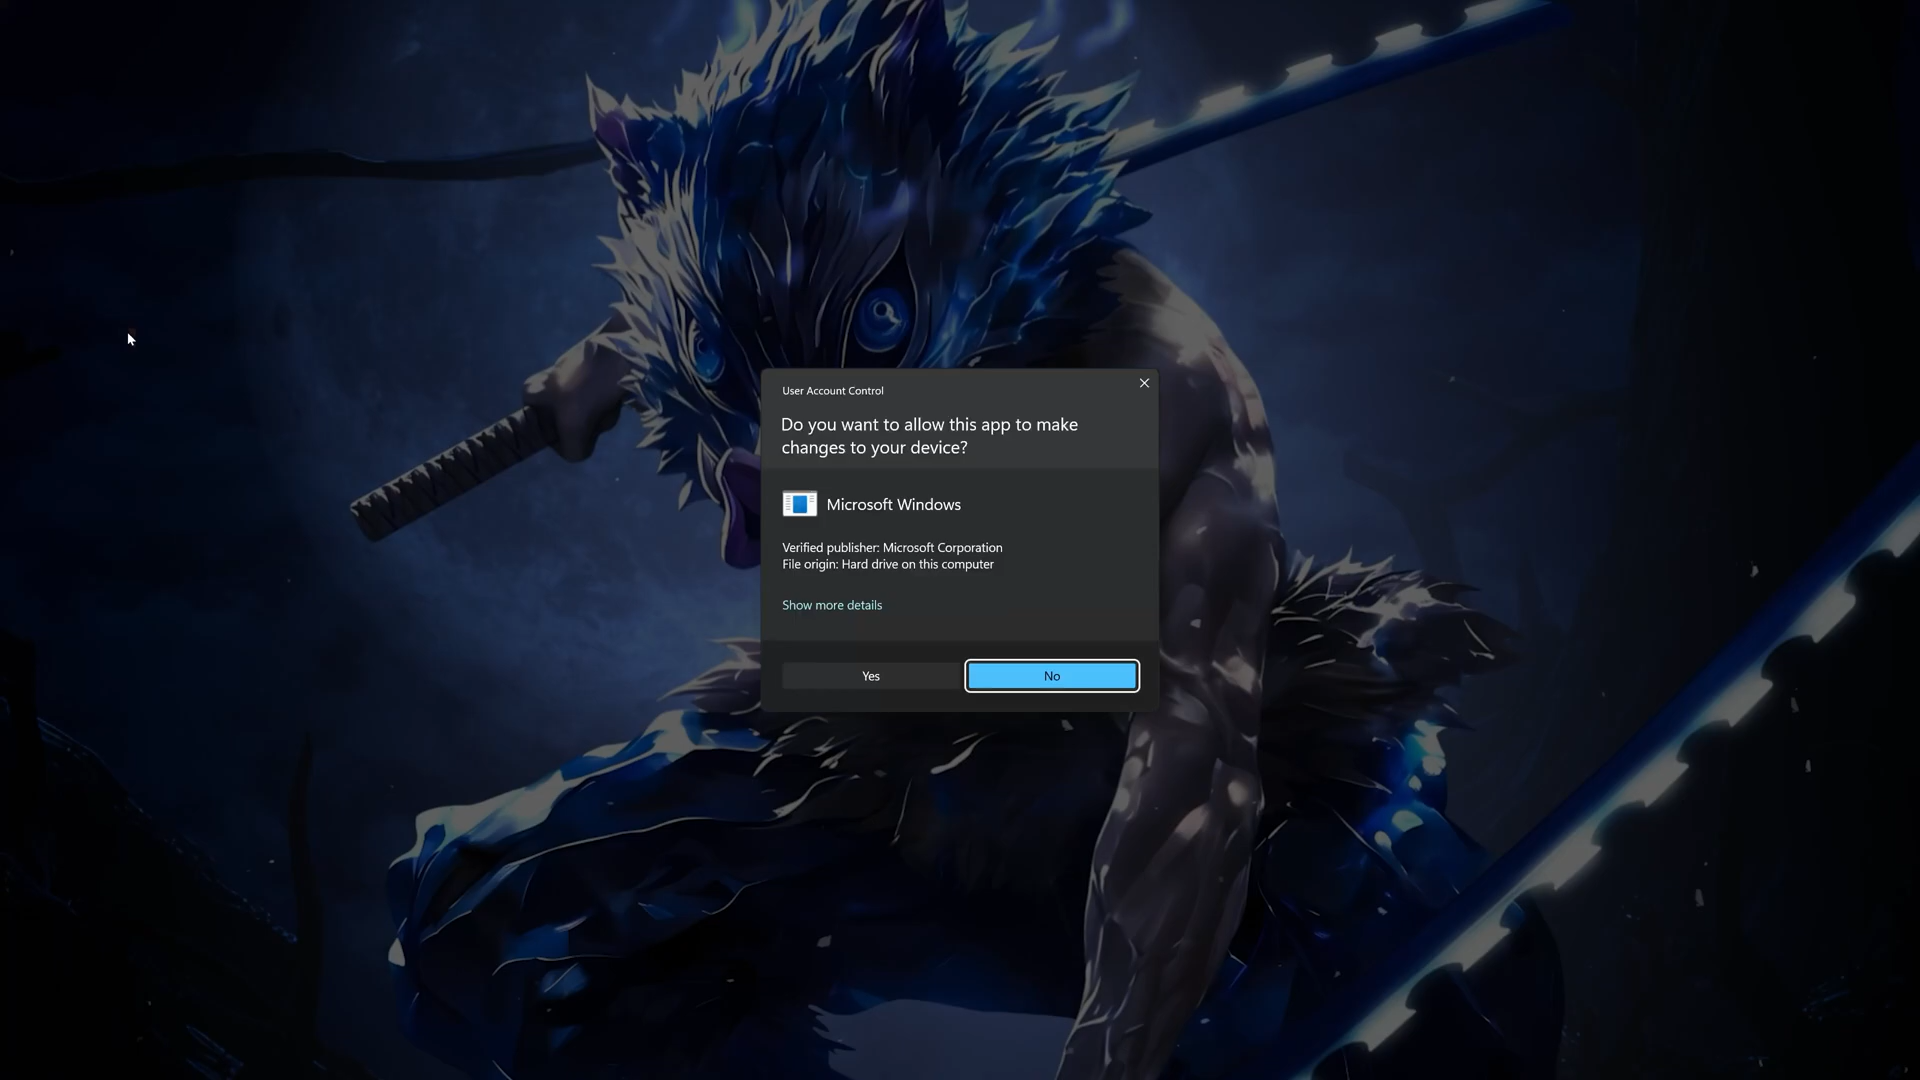 User Account Control
Do you want to allow this app to make
changes to your device?
Microsoft Windows
Verified publisher: Microsoft Corporation
File origin: Hard drive on this computer
Show more details
Yes
No